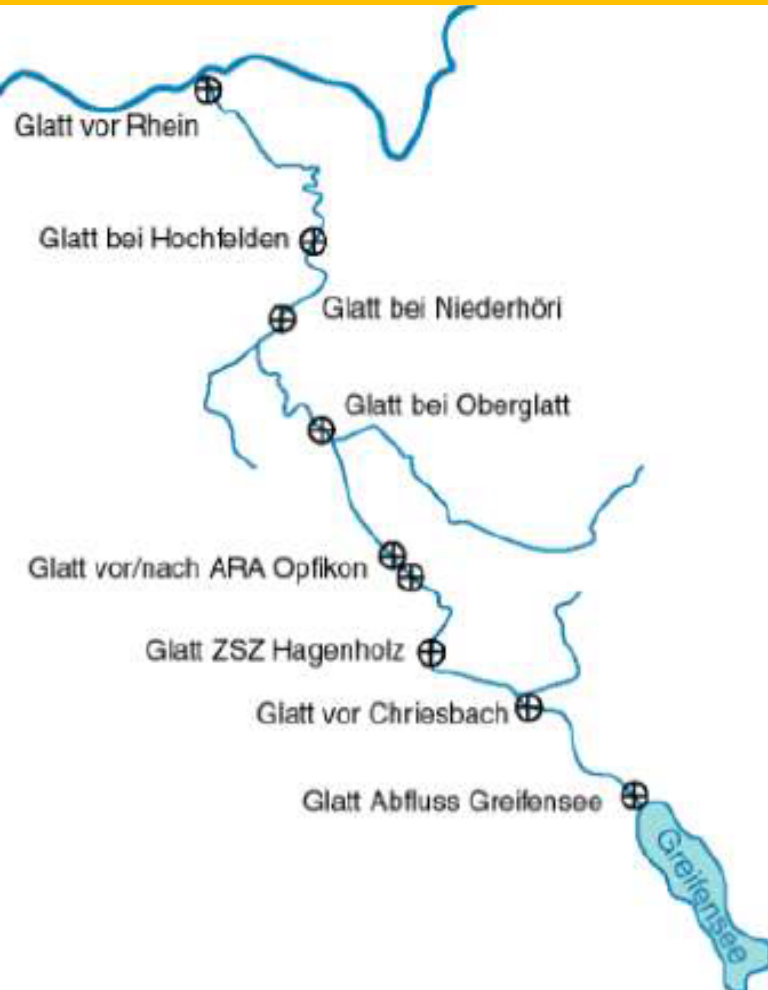 Glatt vor Rhein
Glatt bei Hochfelden
Glatt bei Niederhöri
Glatt bei Oberglatt
Glatt vor/nach ARA Opfikon
Glatt ZSZ Hagenholz
Glatt vor Chriesbach
Glatt Abfluss Greifensee
Greifensee